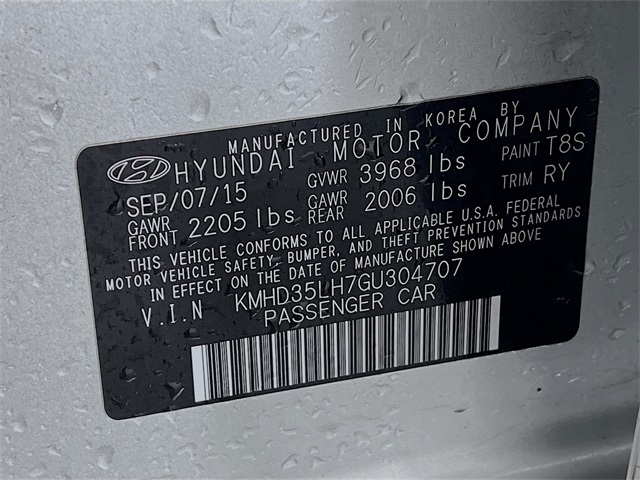 MANUFACTURED IN KOREA BY
HYUNDAI MOTOR COMPANY
SEP/07/15 GVWR 3968 lbs PAINT T8S
GAWR FRONT 2205 lbs GAWR REAR 2006 lbs TRIM RY
THIS VEHICLE CONFORMS TO ALL APPLICABLE U.S.A. FEDERAL
MOTOR VEHICLE SAFETY, BUMPER, AND THEFT PREVENTION STANDARDS
IN EFFECT ON THE DATE OF MANUFACTURE SHOWN ABOVE
V.I.N KMHD35LH7GU304707
PASSENGER CAR